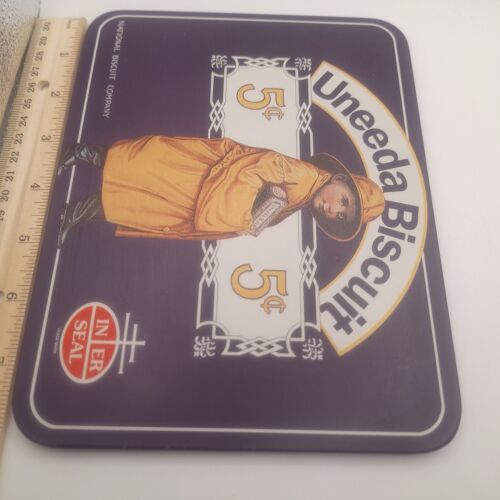 Uneeda Biscuit
5¢ 5¢
NATIONAL BISCUIT COMPANY
IN ER
SEAL